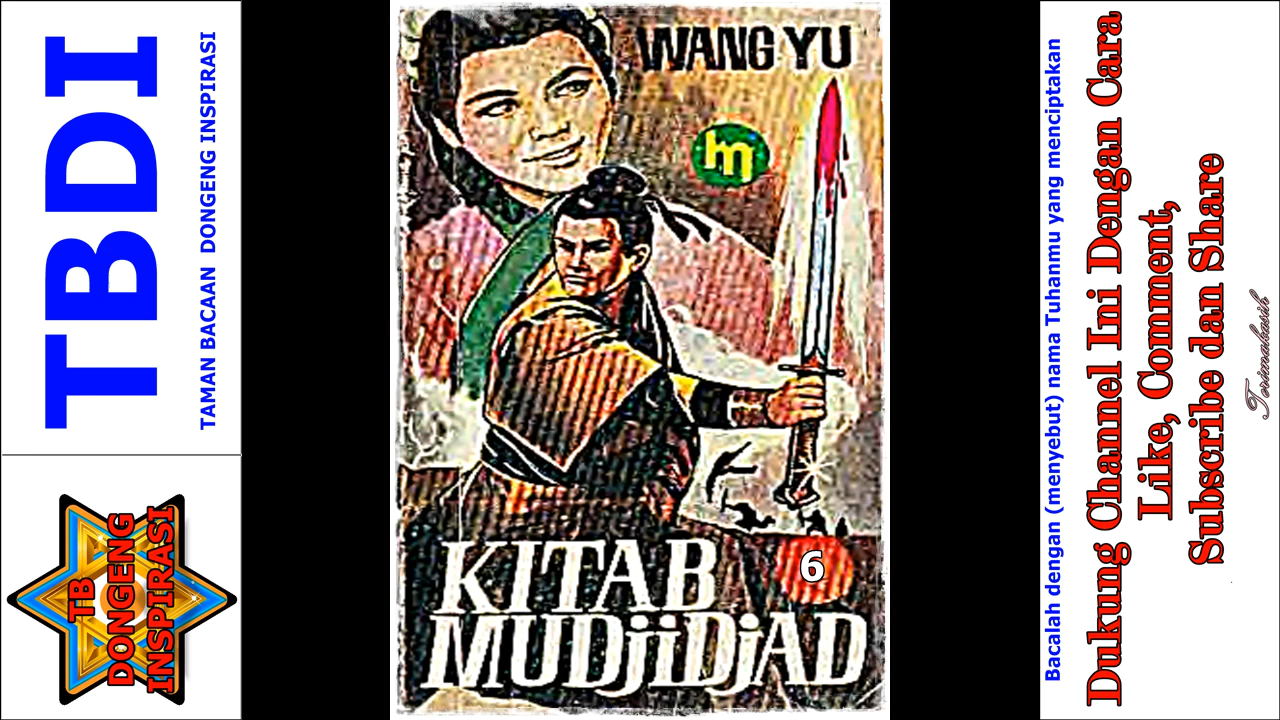 TBDI
TAMAN BACAAN DONGENG INSPIRASI
TB
DONGENG
INSPIRASI
WANG YU
m
6
KITAB
MUDjiDjAD
Bacalah dengan (menyebut) nama Tuhanmu yang menciptakan
Dukung Channel Ini Dengan Cara
Like, Comment,
Subscribe dan Share
Terimakasih